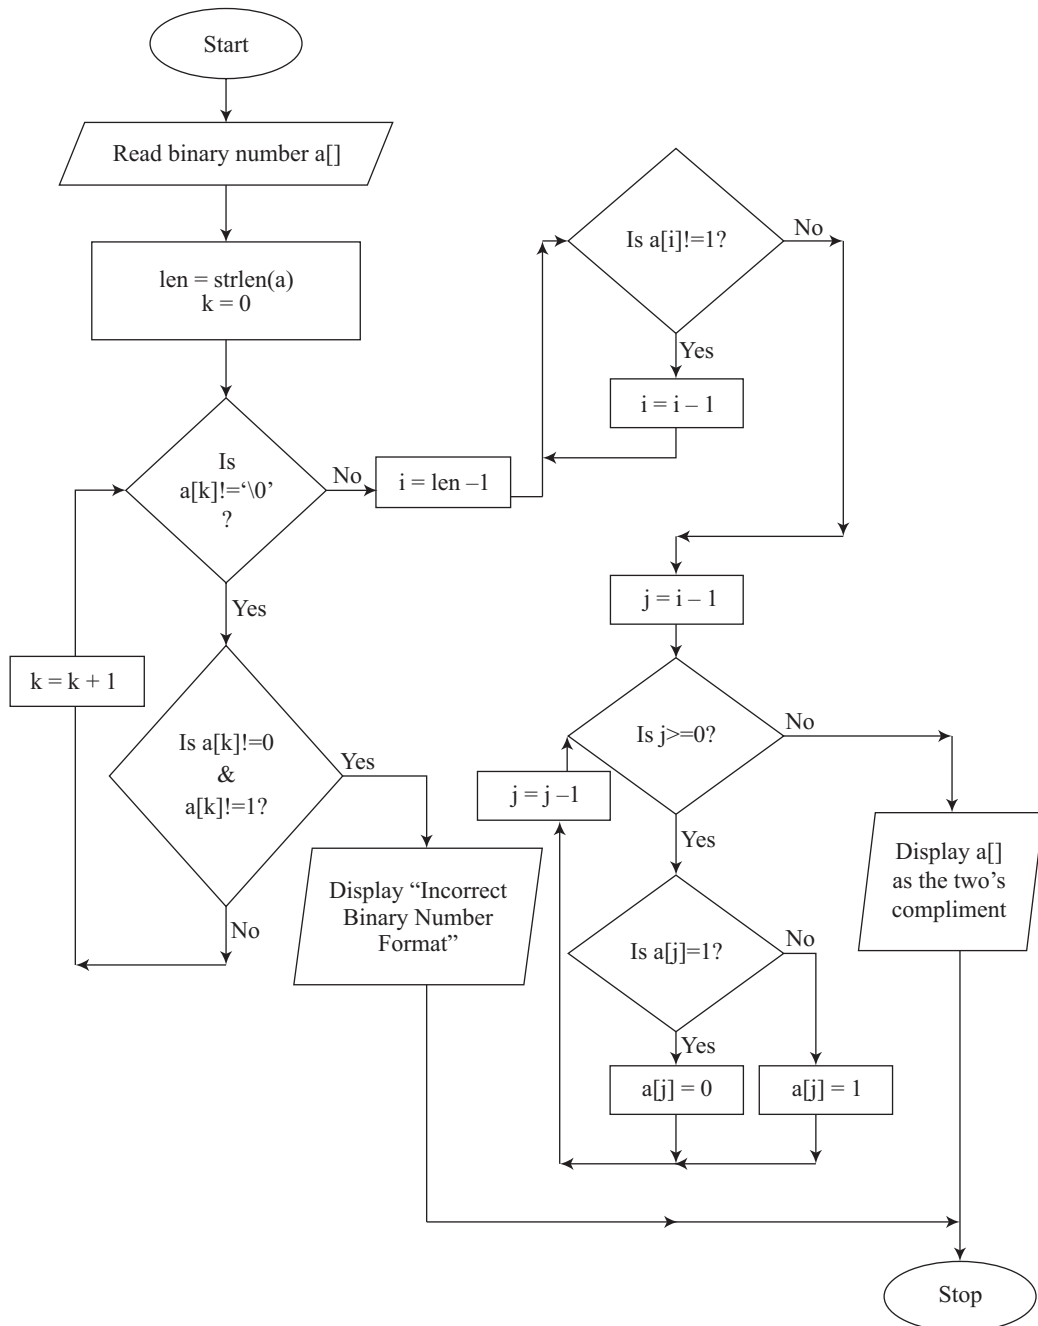 Start
Read binary number a[]
len = strlen(a)
k = 0
Is
a[k]!=‘\0’
?
No
i = len –1
Yes
k = k + 1
Is a[k]!=0
&
a[k]!=1?
Yes
No
Display “Incorrect
Binary Number
Format”
Is a[i]!=1?
No
Yes
i = i – 1
j = i – 1
Is j>=0?
No
j = j –1
Yes
Display a[]
as the two’s
compliment
Is a[j]=1?
No
Yes
a[j] = 0
a[j] = 1
Stop